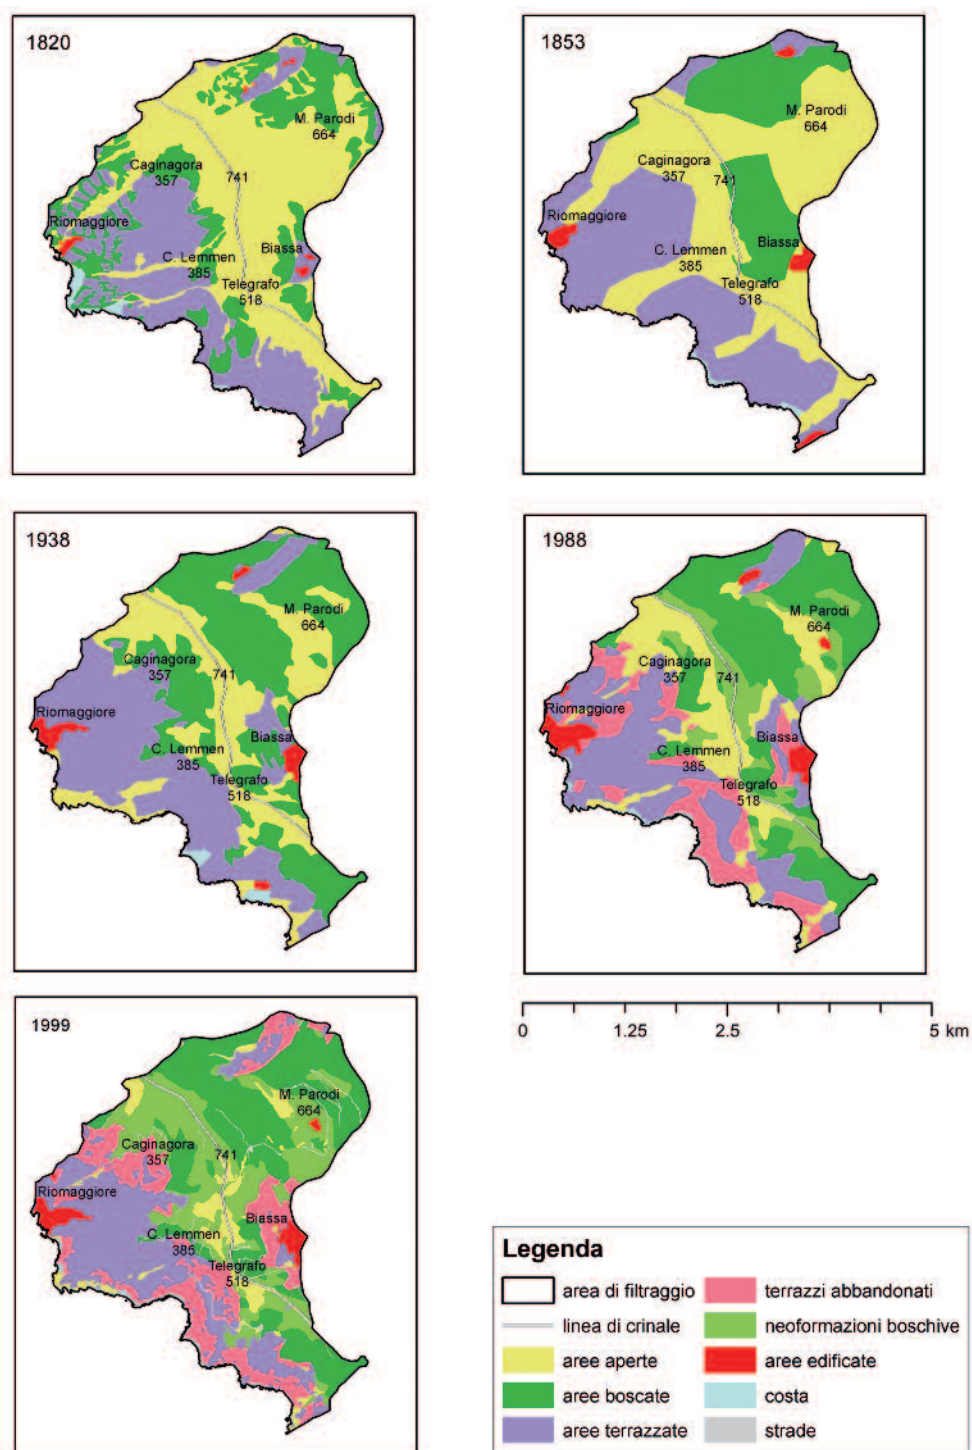 1820
M. Parodi
664
Caginagora
357
741
Riomaggiore
C. Lemmen
385
Biassa
Telegrafo
518
1853
M. Parodi
664
Caginagora
357
741
Riomaggiore
C. Lemmen
385
Biassa
Telegrafo
518
1938
M. Parodi
664
Caginagora
357
741
Riomaggiore
C. Lemmen
385
Biassa
Telegrafo
518
1988
M. Parodi
664
Caginagora
357
741
Riomaggiore
C. Lemmen
385
Biassa
Telegrafo
518
1999
M. Parodi
664
Caginagora
357
741
Riomaggiore
C. Lemmen
385
Biassa
Telegrafo
518
0 1.25 2.5 5 km
Legenda
area di filtraggio
linea di crinale
aree aperte
aree boscate
aree terrazzate
terrazzi abbandonati
neoformazioni boschive
aree edificate
costa
strade